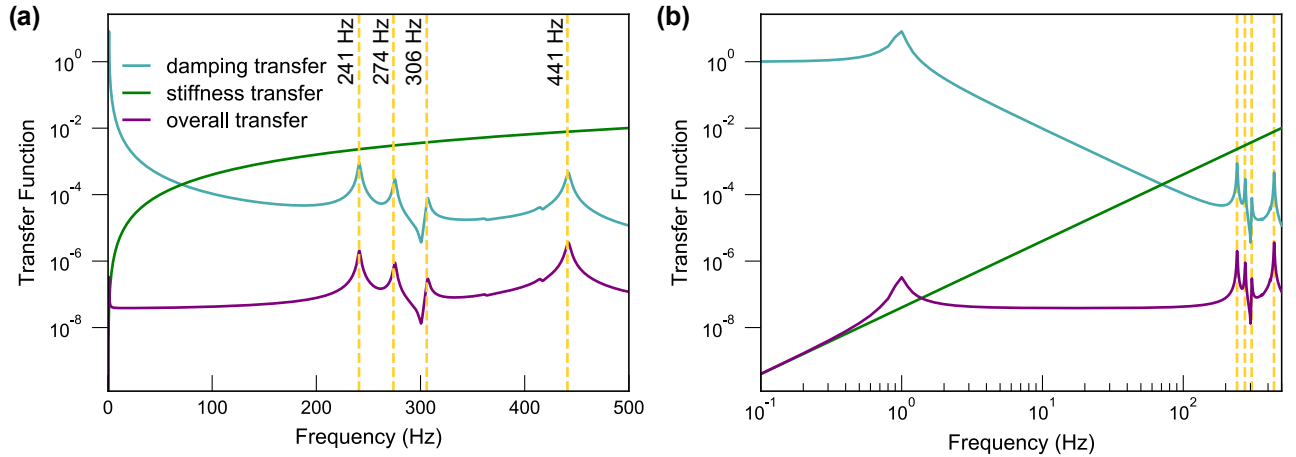 (a)
Transfer Function
10^0
10^-2
10^-4
10^-6
10^-8
damping transfer
stiffness transfer
overall transfer
241 Hz
274 Hz
306 Hz
441 Hz
0
100
200
300
400
500
Frequency (Hz)
(b)
Transfer Function
10^0
10^-2
10^-4
10^-6
10^-8
10^-1
10^0
10^1
10^2
Frequency (Hz)